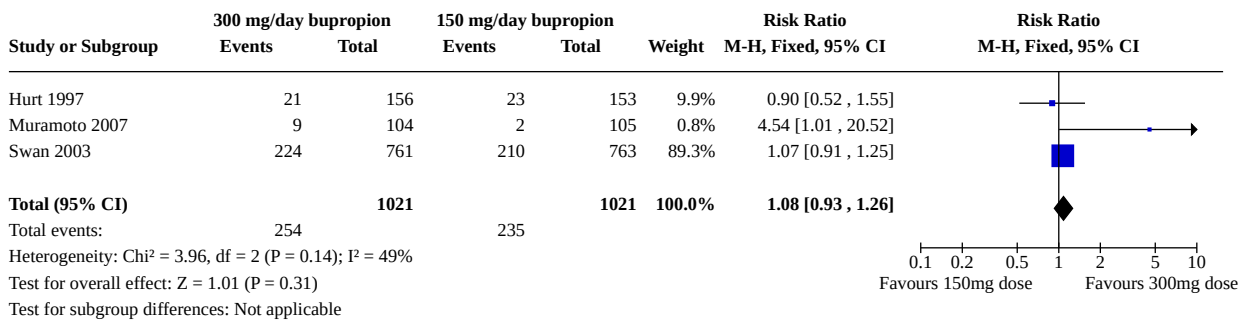 300 mg/day bupropion 150 mg/day bupropion Risk Ratio Risk Ratio
Study or Subgroup Events Total Events Total Weight M-H, Fixed, 95% CI M-H, Fixed, 95% CI
Hurt 1997 21 156 23 153 9.9% 0.90 [0.52 , 1.55]
Muramoto 2007 9 104 2 105 0.8% 4.54 [1.01 , 20.52]
Swan 2003 224 761 210 763 89.3% 1.07 [0.91 , 1.25]
Total (95% CI) 1021 1021 100.0% 1.08 [0.93 , 1.26]
Total events: 254 235
Heterogeneity: Chi² = 3.96, df = 2 (P = 0.14); I² = 49%
0.1 0.2 0.5 1 2 5 10
Test for overall effect: Z = 1.01 (P = 0.31)
Favours 150mg dose Favours 300mg dose
Test for subgroup differences: Not applicable